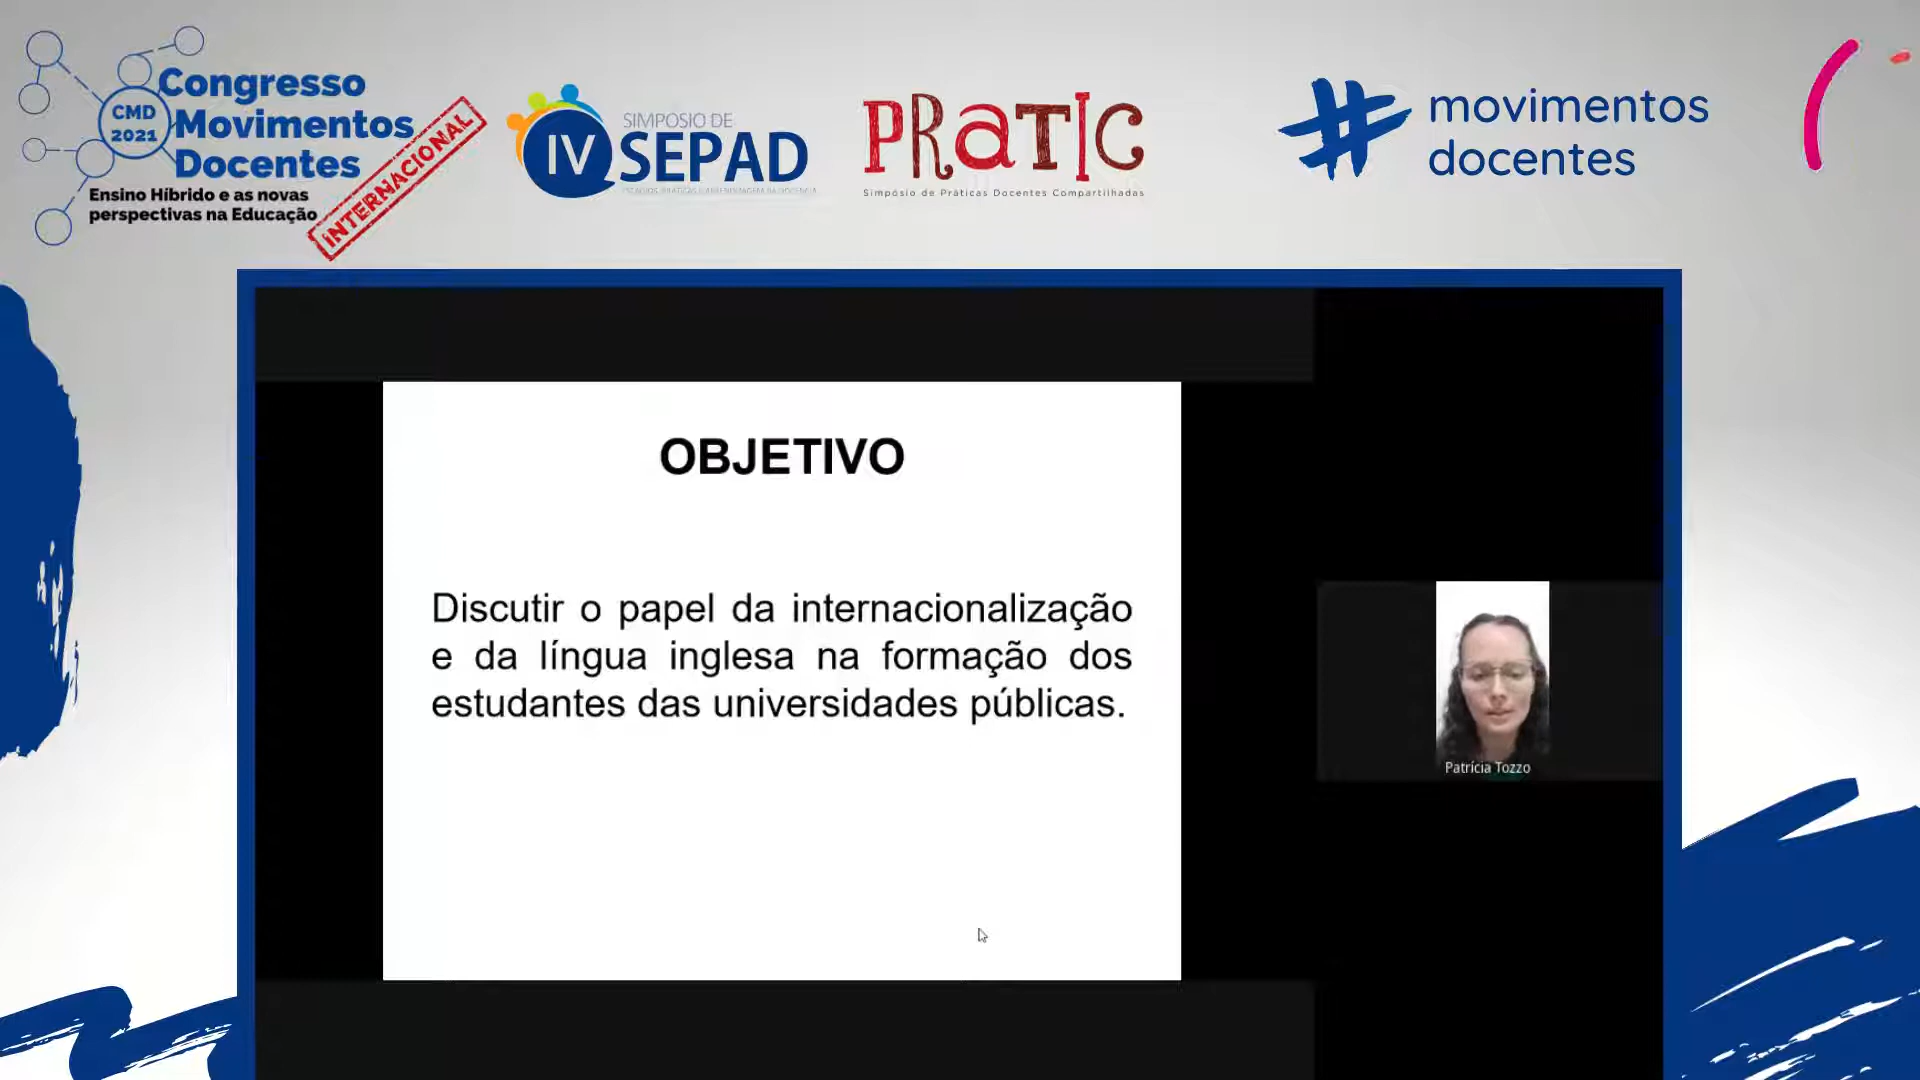 CMD
2021
Congresso
Movimentos
Docentes
Ensino Híbrido e as novas
perspectivas na Educação
INTERNACIONAL
IV
SIMPÓSIO DE
SEPAD
PRATIC
Simpósio de Práticas Docentes Compartilhadas
movimentos
docentes
OBJETIVO
Discutir o papel da internacionalização
e da língua inglesa na formação dos
estudantes das universidades públicas.
Patrícia Tozzo